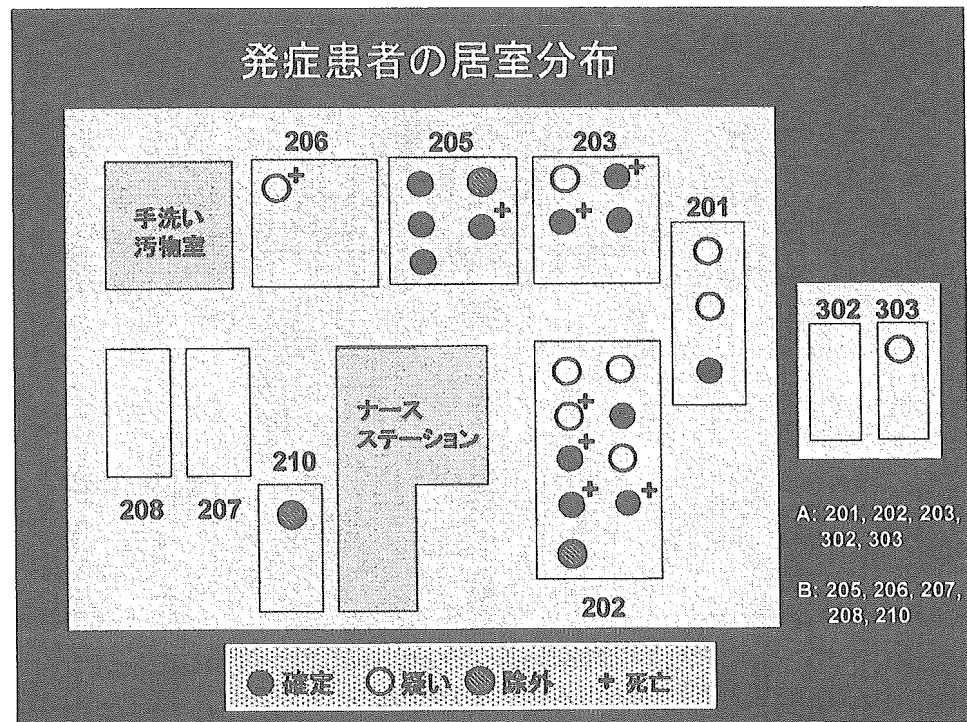 発症患者の居室分布
206
205
203
201
手洗い
汚物室
302 303
ナース
ステーション
210
208
207
202
A: 201, 202, 203,
302, 303
B: 205, 206, 207,
208, 210
確定 疑い 除外 + 死亡